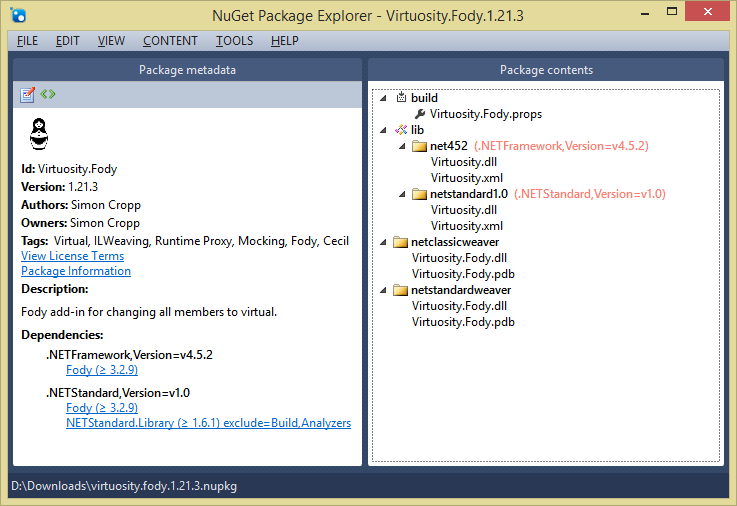 NuGet Package Explorer - Virtuosity.Fody.1.21.3
FILE EDIT VIEW CONTENT TOOLS HELP
Package metadata
Id: Virtuosity.Fody
Version: 1.21.3
Authors: Simon Cropp
Owners: Simon Cropp
Tags: Virtual, ILWeaving, Runtime Proxy, Mocking, Fody, Cecil
View License Terms
Package Information
Description:
Fody add-in for changing all members to virtual.
Dependencies:
.NETFramework,Version=v4.5.2
Fody (≥ 3.2.9)
.NETStandard,Version=v1.0
Fody (≥ 3.2.9)
NETStandard.Library (≥ 1.6.1) exclude=Build,Analyzers
Package contents
build
Virtuosity.Fody.props
lib
net452 (.NETFramework,Version=v4.5.2)
Virtuosity.dll
Virtuosity.xml
netstandard1.0 (.NETStandard,Version=v1.0)
Virtuosity.dll
Virtuosity.xml
netclassicweaver
Virtuosity.Fody.dll
Virtuosity.Fody.pdb
netstandardweaver
Virtuosity.Fody.dll
Virtuosity.Fody.pdb
D:\Downloads\virtuosity.fody.1.21.3.nupkg